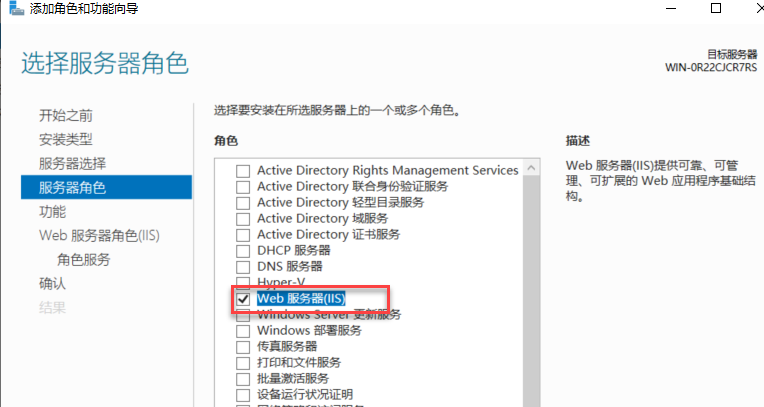 添加角色和功能向导
选择服务器角色
目标服务器
WIN-0R22CJCR7RS
开始之前
安装类型
服务器选择
服务器角色
功能
Web 服务器角色(IIS)
角色服务
确认
结果
选择要安装在所选服务器上的一个或多个角色。
角色
Active Directory Rights Management Services
Active Directory 联合身份验证服务
Active Directory 轻型目录服务
Active Directory 域服务
Active Directory 证书服务
DHCP 服务器
DNS 服务器
Hyper-V
Web 服务器(IIS)
Windows Server 更新服务
Windows 部署服务
传真服务器
打印和文件服务
批量激活服务
设备运行状况证明
描述
Web 服务器(IIS)提供可靠、可管
理、可扩展的 Web 应用程序基础结
构。